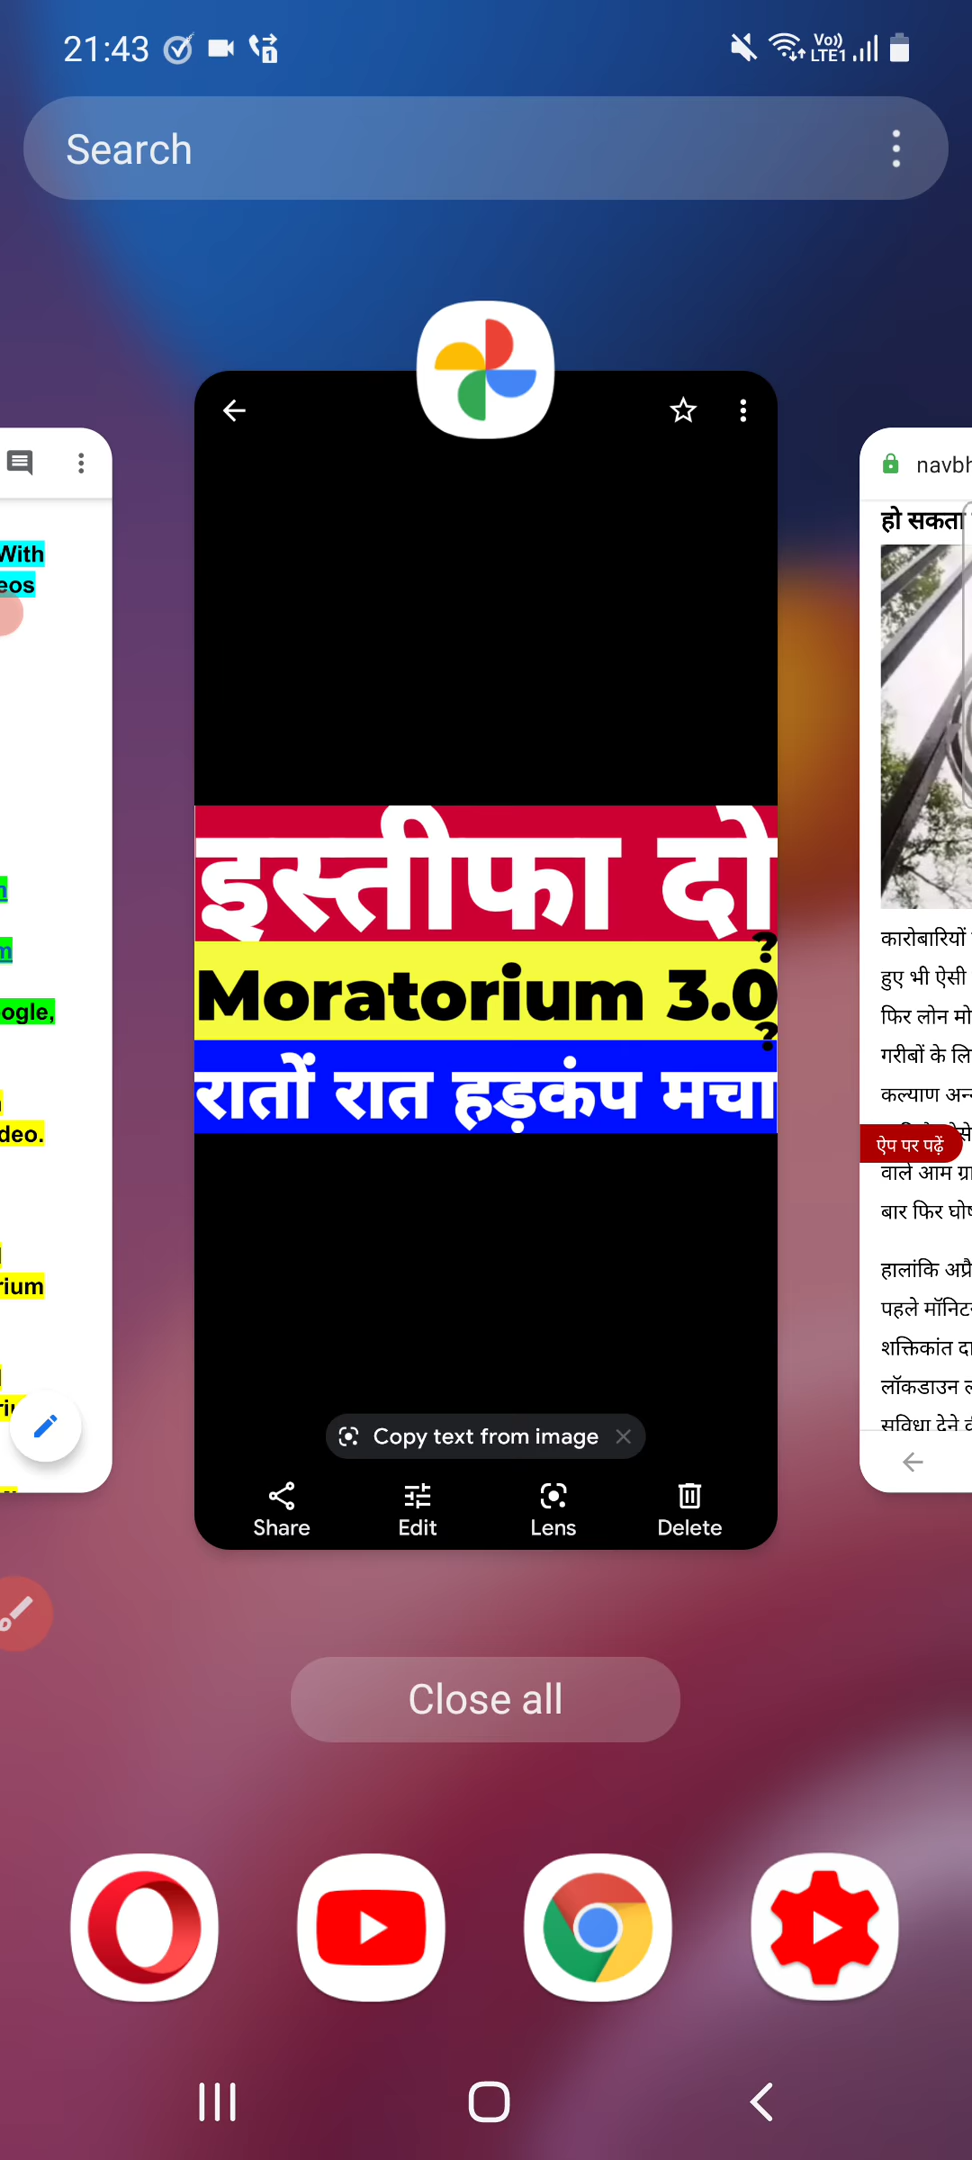 21:43
Vo)) LTE1
Search
With
eos
ogle,
deo.
rium
इस्तीफा दो
?
Moratorium 3.0
?
रातों रात हड़कंप मचा
Copy text from image
Share Edit Lens Delete
हो सकता
कारोबारियों
हुए भी ऐसी
फिर लोन मो
गरीबों के लि
कल्याण अन्न
ऐप पर पढ़ें
वाले आम ग्रा
बार फिर घोष
हालांकि अप्रै
पहले मॉनिट
शक्तिकांत दा
लॉकडाउन ल
सुविधा देने
Close all